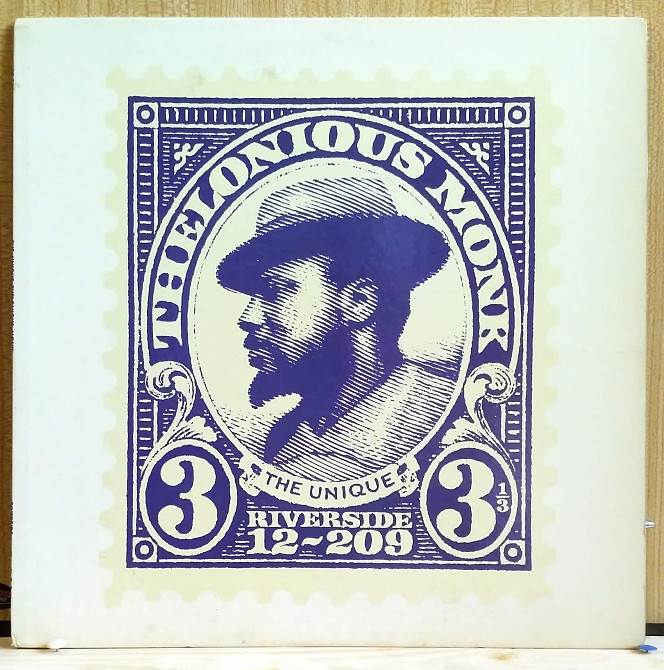 THELONIOUS MONK
THE UNIQUE
3 3 1/3
RIVERSIDE
12~209